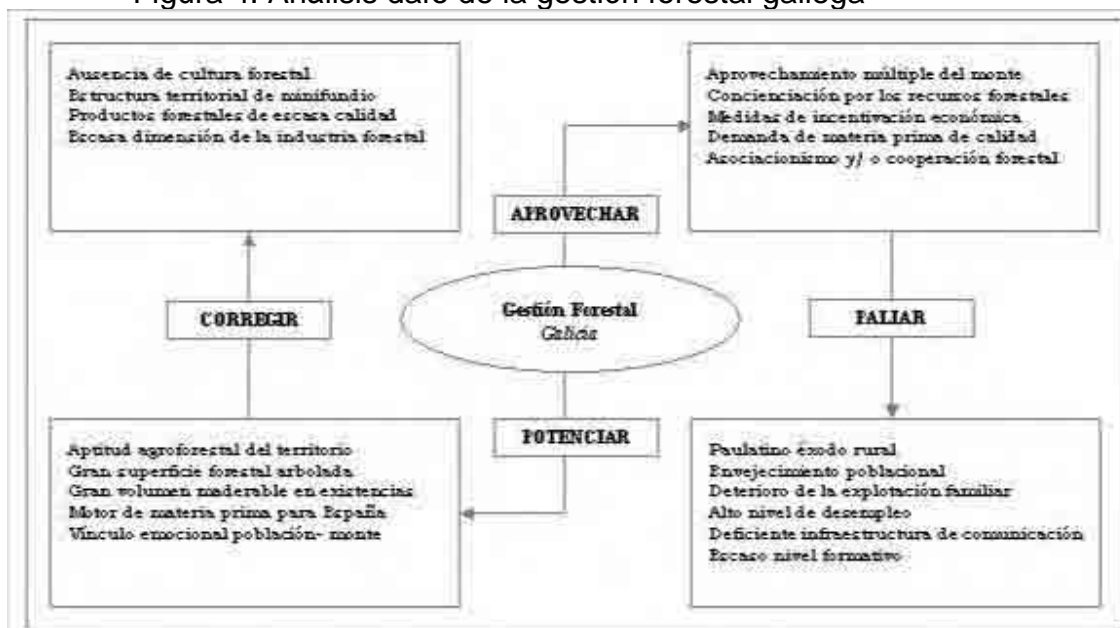 Figura 4. Análisis dafo de la gestión forestal gallega
Ausencia de cultura forestal
Estructura territorial de minifundio
Productos forestales de escasa calidad
Escasa dimensión de la industria forestal
Aprovechamiento múltiple del monte
Concienciación por los recursos forestales
Medidas de incentivación económica
Demanda de materia prima de calidad
Asociacionismo y/ o cooperación forestal
APROVECHAR
CORREGIR
Gestión Forestal
Galicia
PALIAR
POTENCIAR
Aptitud agroforestal del territorio
Gran superficie forestal arbolada
Gran volumen maderable en existencias
Motor de materia prima para España
Vínculo emocional población- monte
Paulatino éxodo rural
Envejecimiento poblacional
Deterioro de la explotación familiar
Alto nivel de desempleo
Deficiente infraestructura de comunicación
Escaso nivel formativo